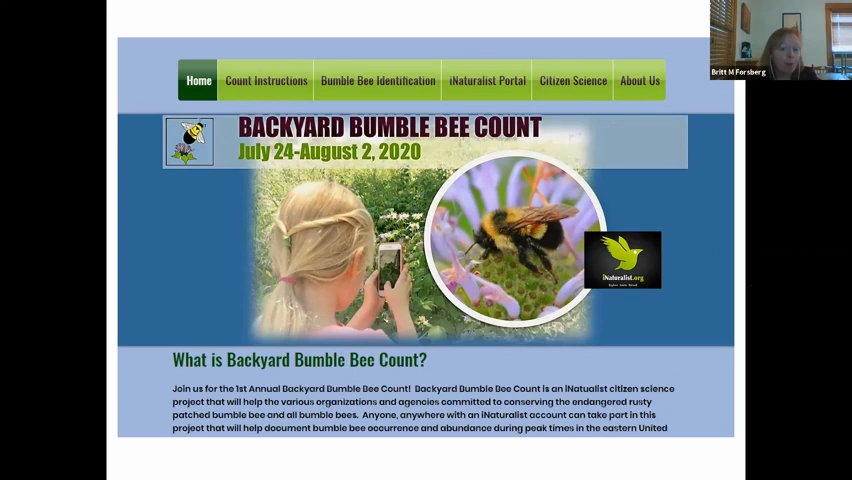 Britt M Forsberg
Home Count Instructions Bumble Bee Identification iNaturalist Portal Citizen Science About Us
BACKYARD BUMBLE BEE COUNT
July 24-August 2, 2020
iNaturalist.org
What is Backyard Bumble Bee Count?
Join us for the 1st Annual Backyard Bumble Bee Count! Backyard Bumble Bee Count is an iNatualist citizen science
project that will help the various organizations and agencies committed to conserving the endangered rusty
patched bumble bee and all bumble bees. Anyone, anywhere with an iNaturalist account can take part in this
project that will help document bumble bee occurrence and abundance during peak times in the eastern United